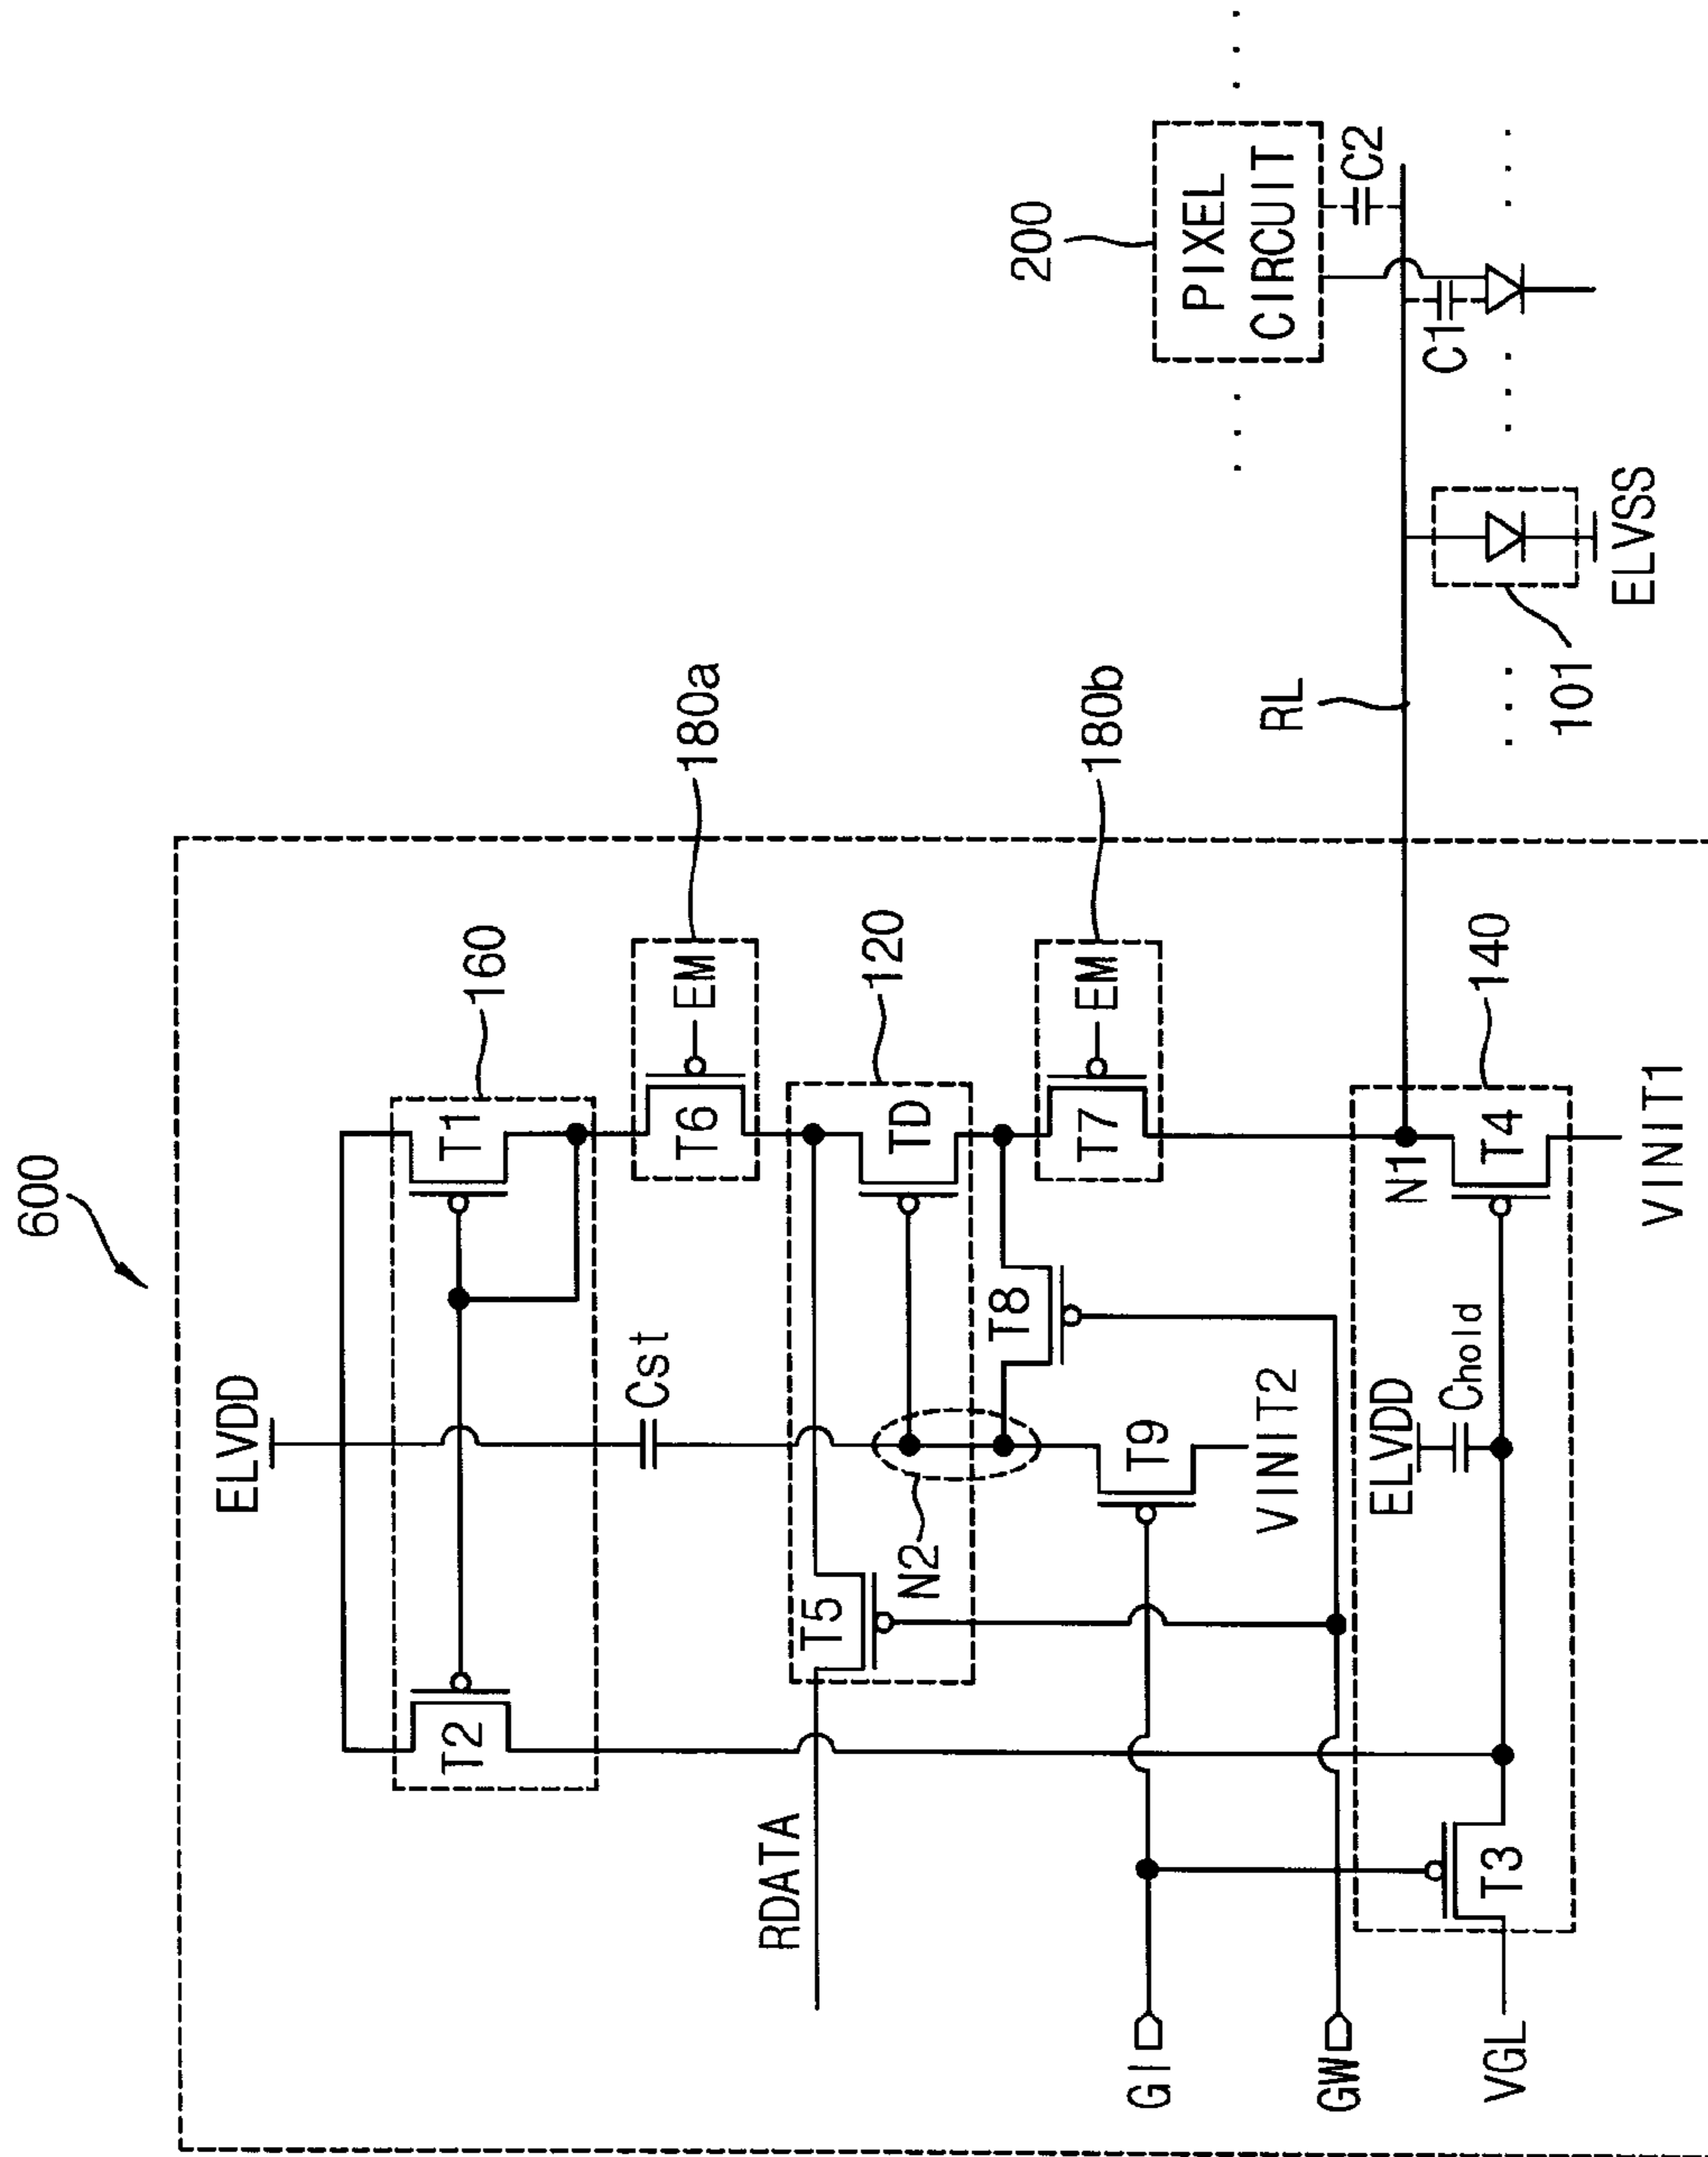 600
ELVDD
160
T2
T1
Cst
180a
T6
EM
RDATA
120
T5
TD
N2
T8
180b
T7
EM
T9
GI
VINIT2
GW
ELVDD
Chold
N1
140
VGL
T3
T4
VINIT1
RL
200
PIXEL
CIRCUIT
C2
C1
101
ELVSS